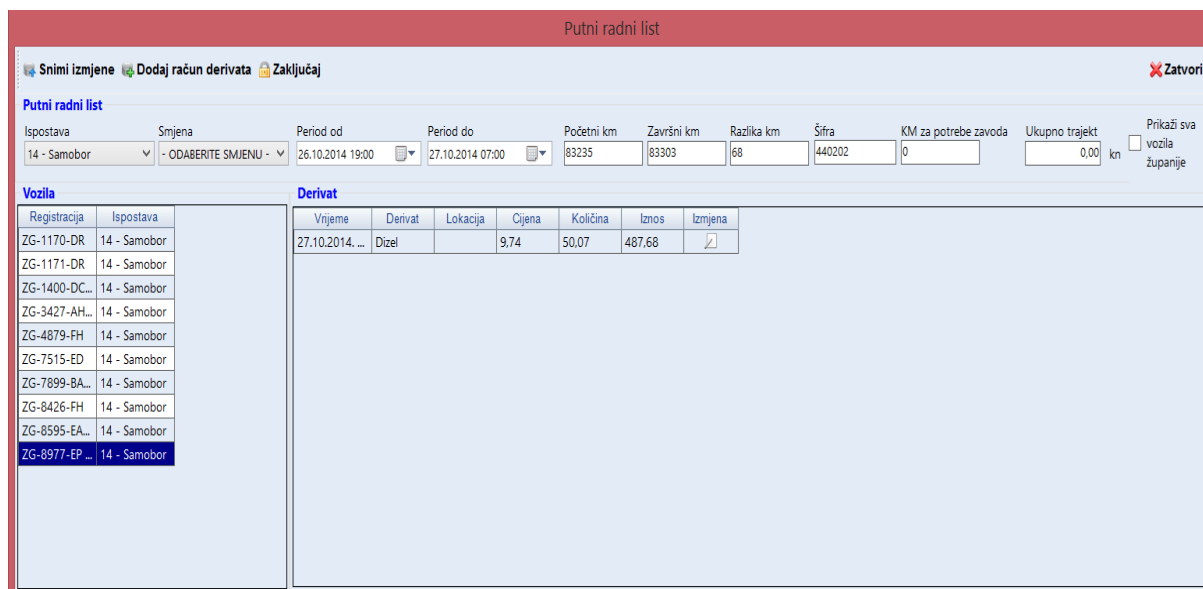 Putni radni list
Snimi izmjene Dodaj račun derivata Zaključaj Zatvori
Putni radni list
Ispostava Smjena Period od Period do Početni km Završni km Razlika km Šifra KM za potrebe zavoda Ukupno trajekt Prikaži sva vozila županije
14 - Samobor - ODABERITE SMJENU - 26.10.2014 19:00 27.10.2014 07:00 83235 83303 68 440202 0 0,00 kn
Vozila Derivat
Registracija Ispostava
Vrijeme Derivat Lokacija Cijena Količina Iznos Izmjena
27.10.2014. ... Dizel 9,74 50,07 487,68
ZG-1170-DR 14 - Samobor
ZG-1171-DR 14 - Samobor
ZG-1400-DC... 14 - Samobor
ZG-3427-AH... 14 - Samobor
ZG-4879-FH 14 - Samobor
ZG-7515-ED 14 - Samobor
ZG-7899-BA... 14 - Samobor
ZG-8426-FH 14 - Samobor
ZG-8595-EA... 14 - Samobor
ZG-8977-EP ... 14 - Samobor